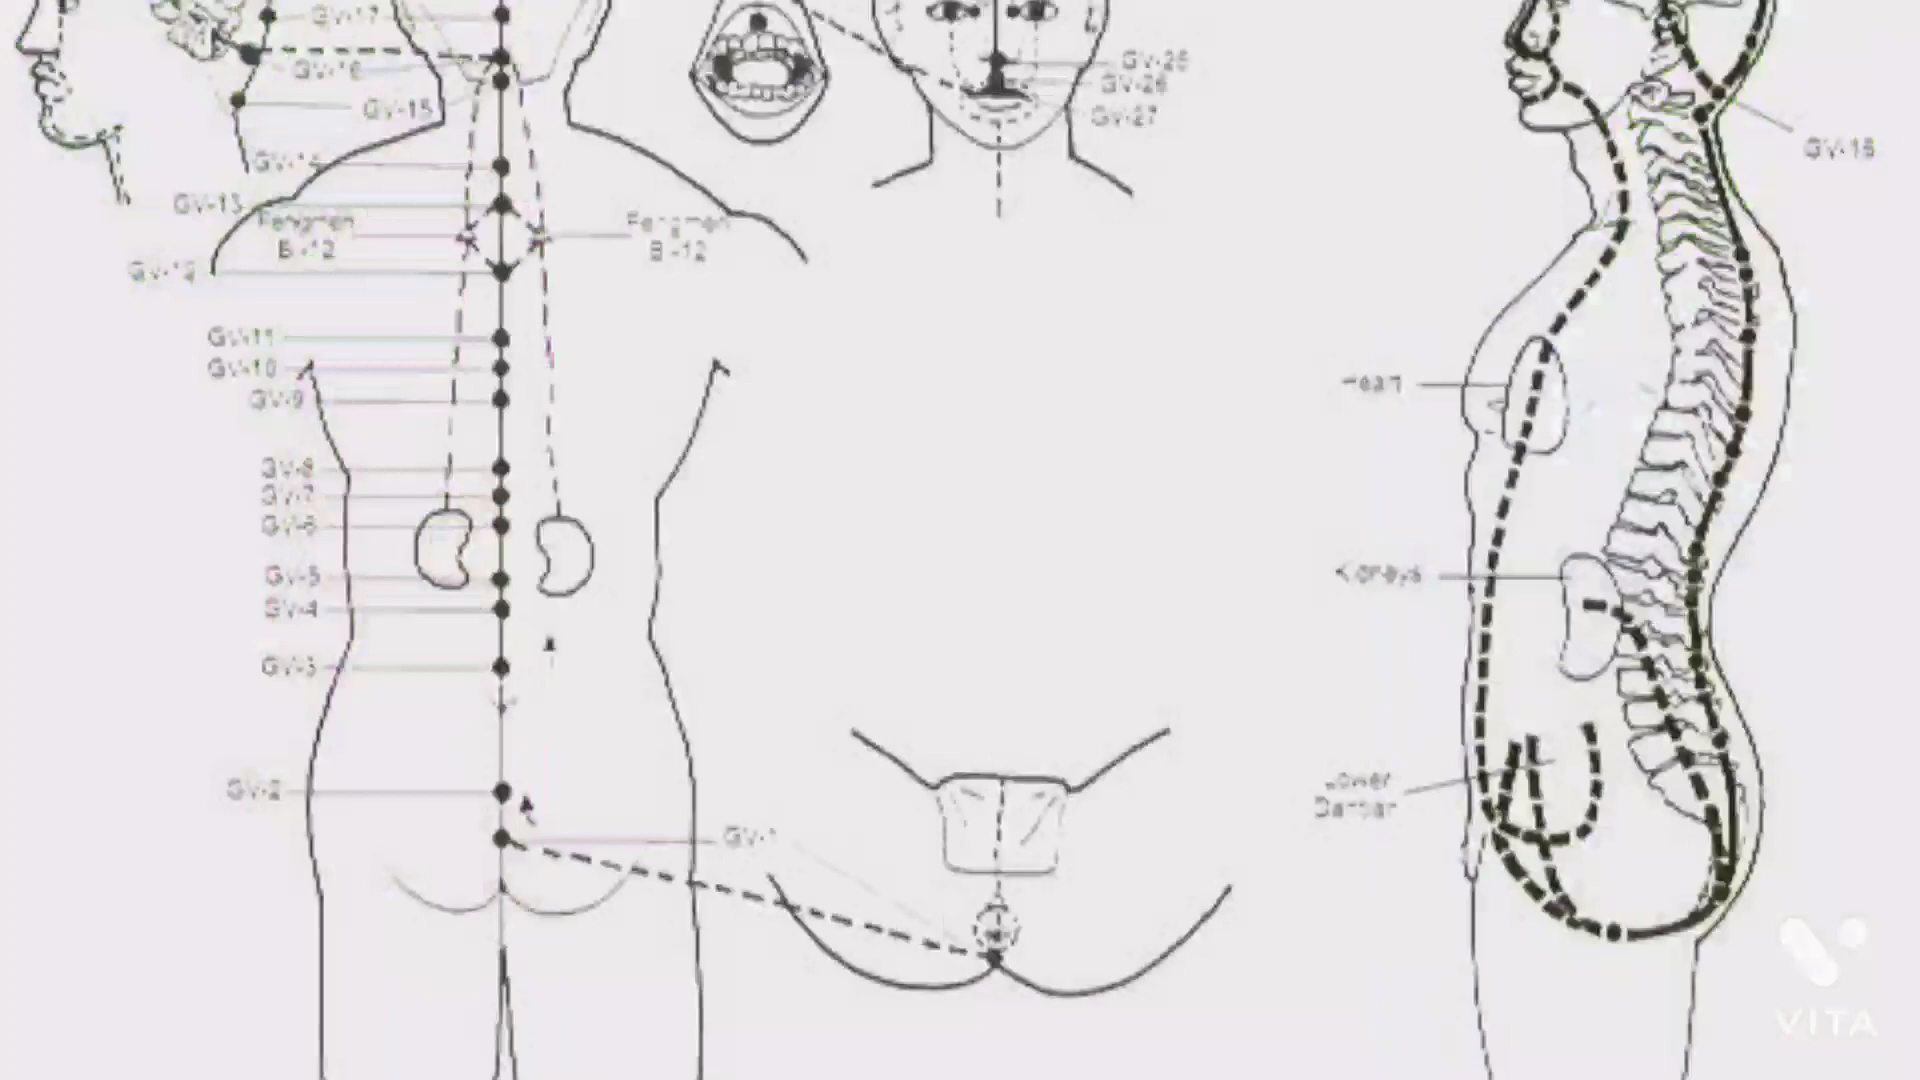 GV-17
GV-16
GV-15
GV-14
GV-13
Fengmen
B-12
Fengmen
B-12
GV-12
GV-11
GV-10
GV-9
GV-8
GV-7
GV-6
GV-5
GV-4
GV-3
GV-2
GV-1
GV-25
GV-26
GV-27
GV-16
Heart
Kidneys
Lower
Dantian
VITA